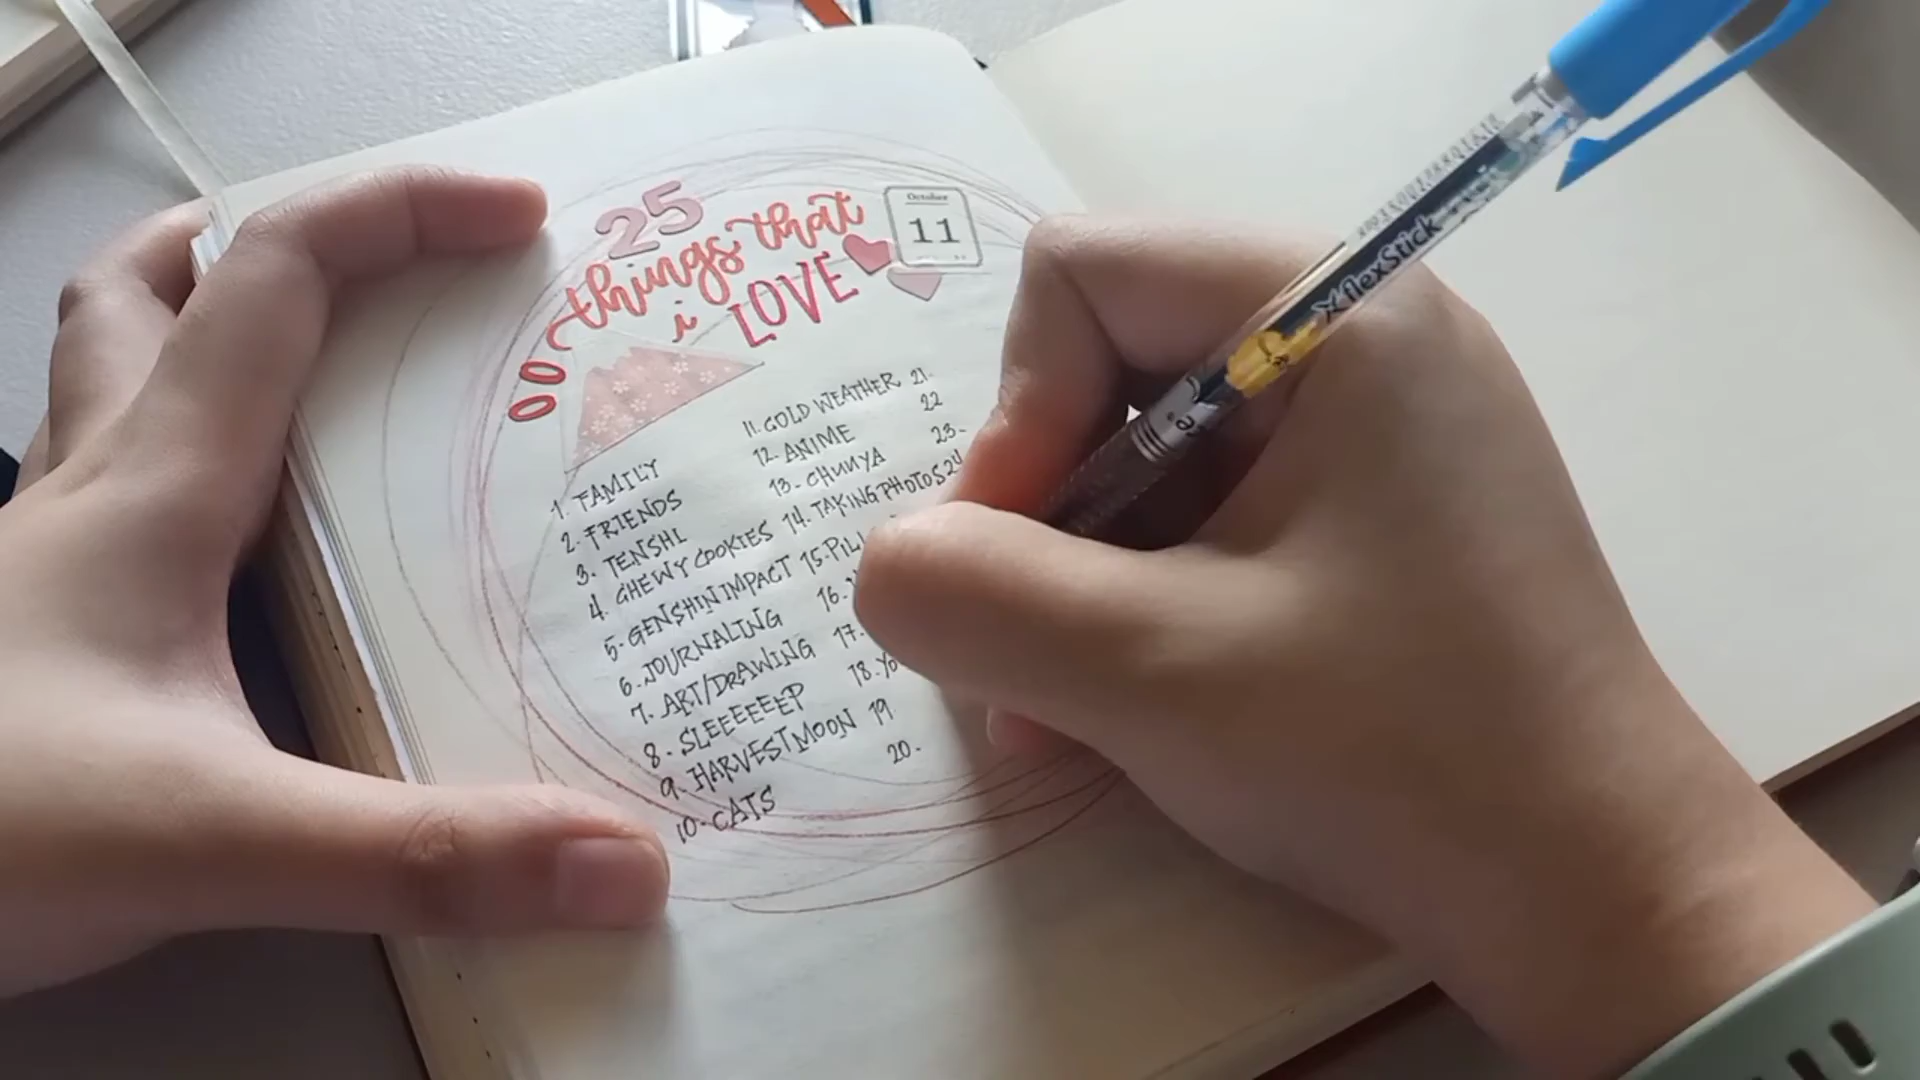 25
things that
i LOVE
October
11
1. FAMILY
2. FRIENDS
3. TENSHI
4. CHEWY COOKIES
5. GENSHIN IMPACT
6. JOURNALING
7. ART/DRAWING
8. SLEEEEEEP
9. HARVEST MOON
10. CATS
11. COLD WEATHER
12. ANIME
13. CHUUYA
14. TAKING PHOTOS
15.
16.
17.
18.
19
20.
21.
22
23.
24
flexStick